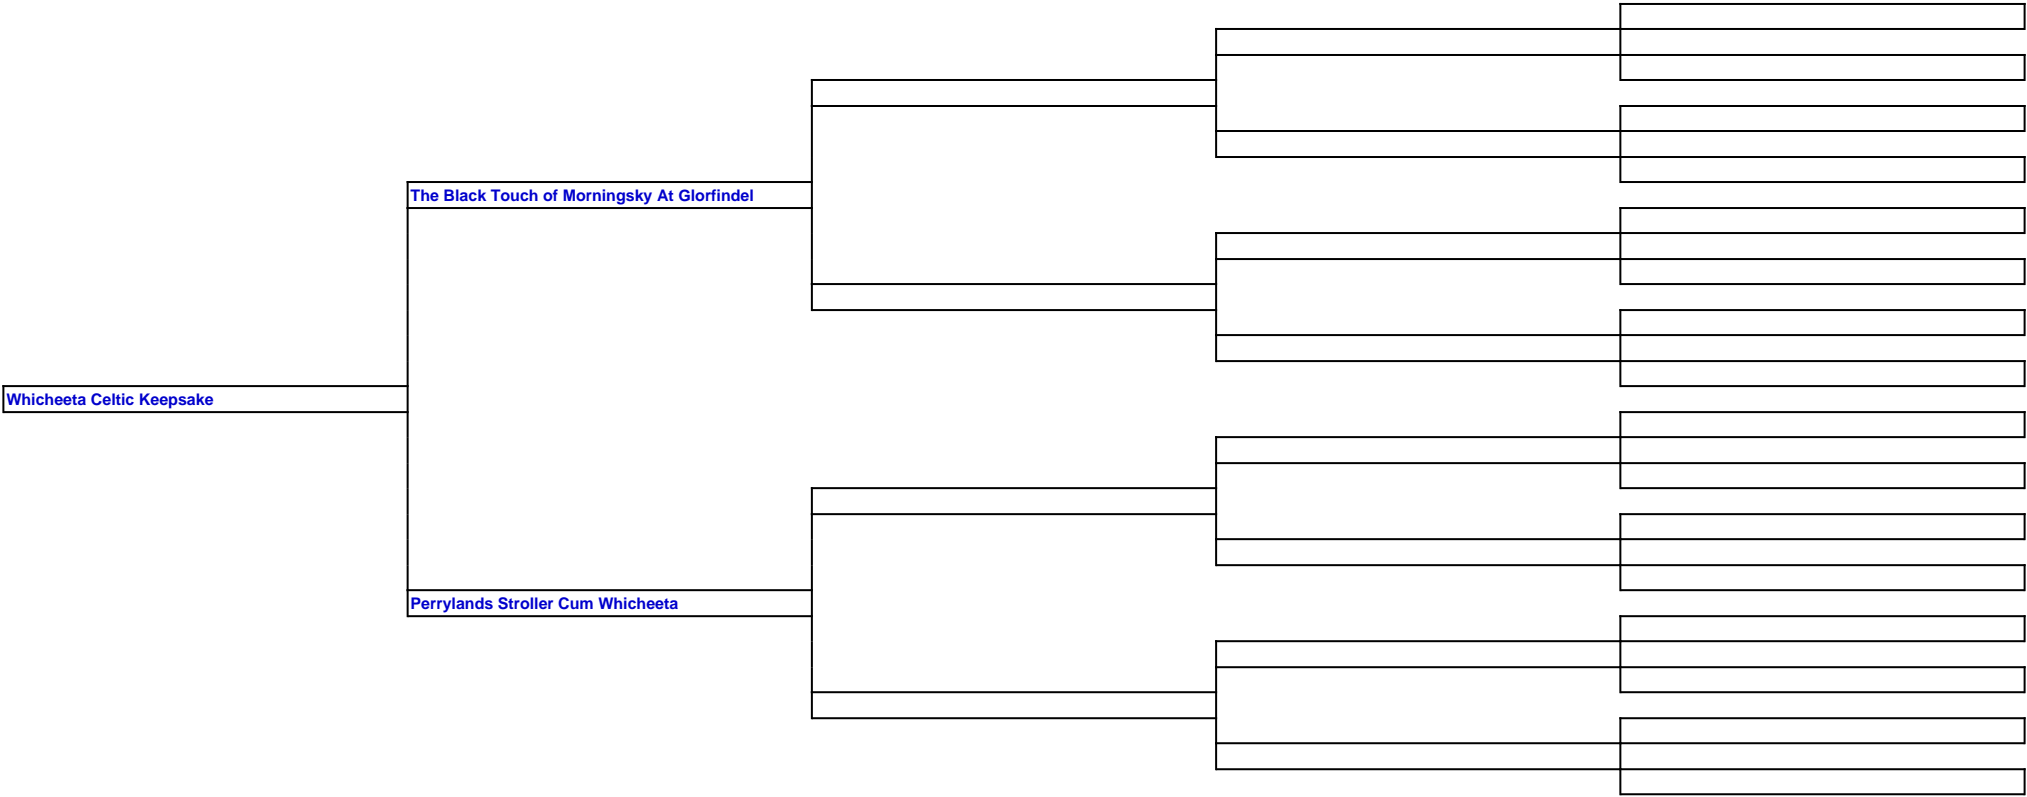 The Black Touch of Morningsky At Glorfindel
Whicheeta Celtic Keepsake
Perrylands Stroller Cum Whicheeta